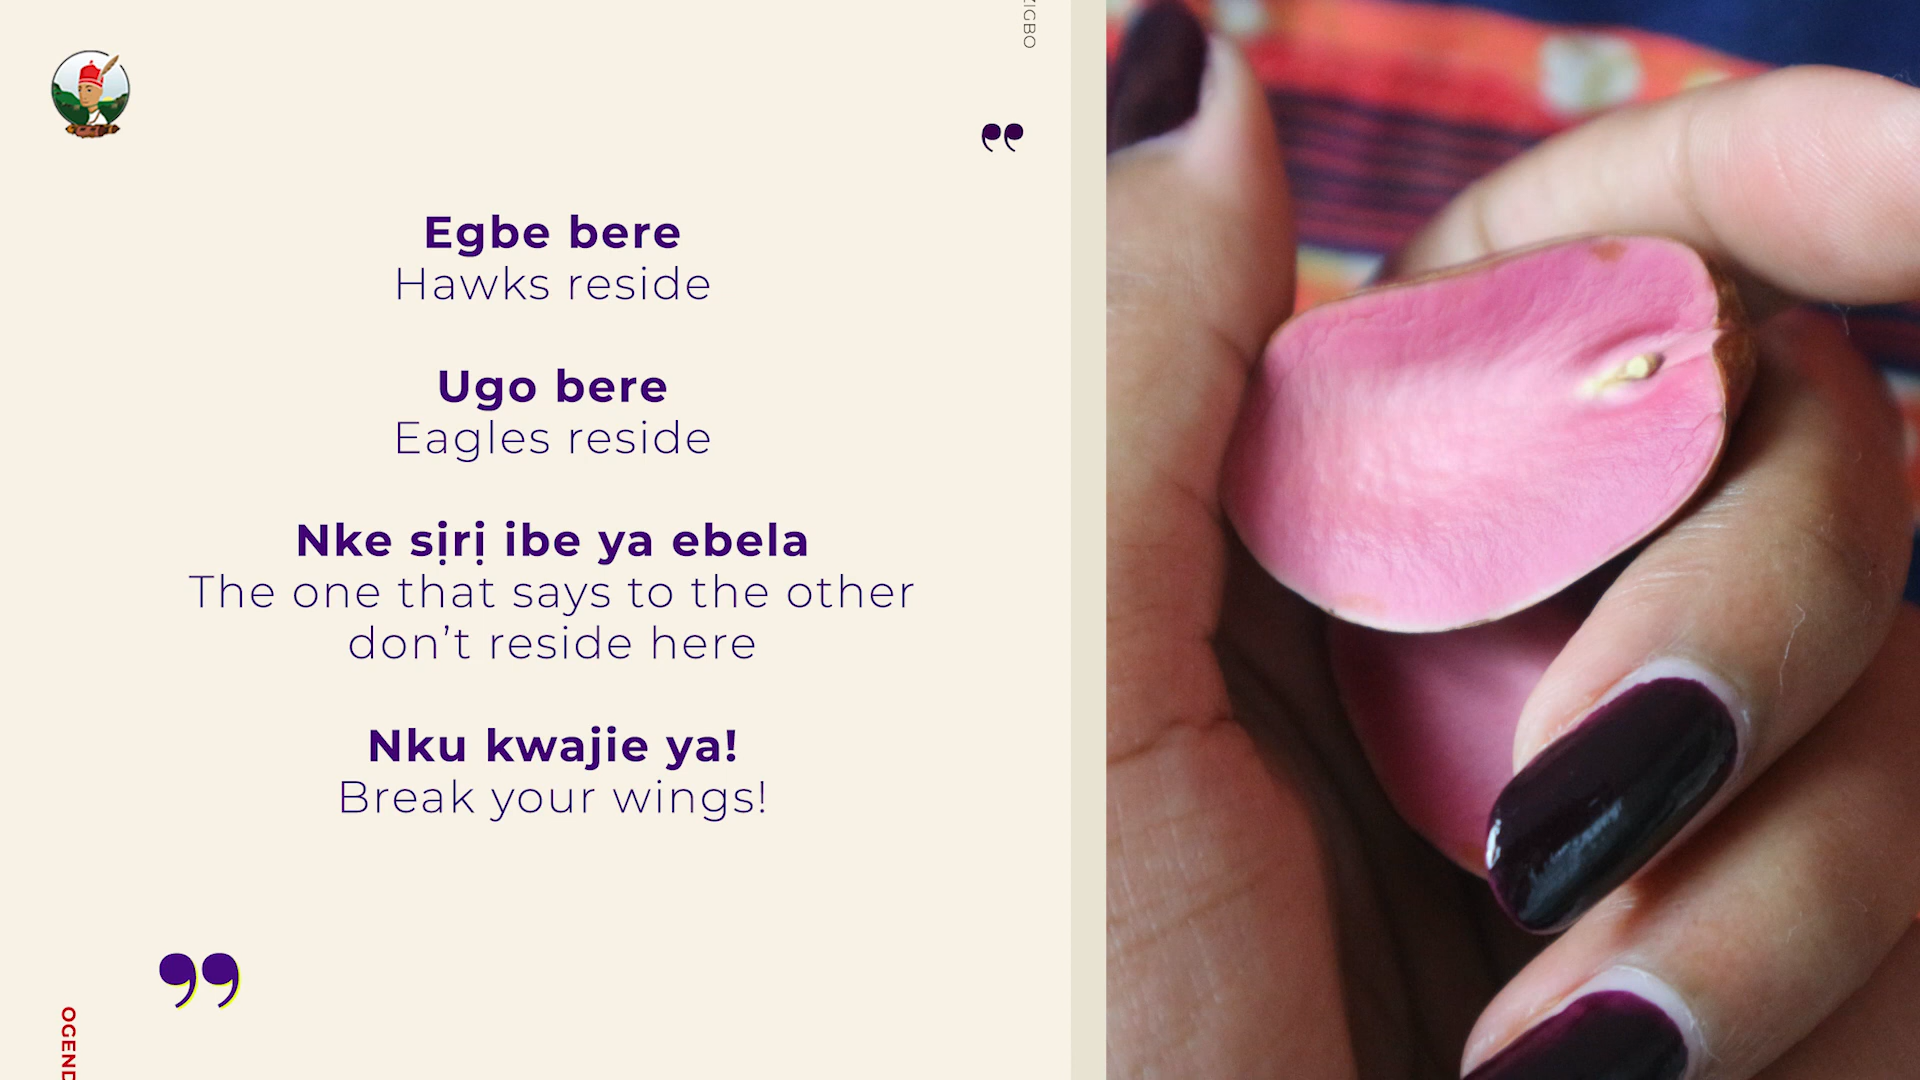 Egbe bere
Hawks reside
Ugo bere
Eagles reside
Nke sịrị ibe ya ebela
The one that says to the other
don’t reside here
Nku kwajie ya!
Break your wings!